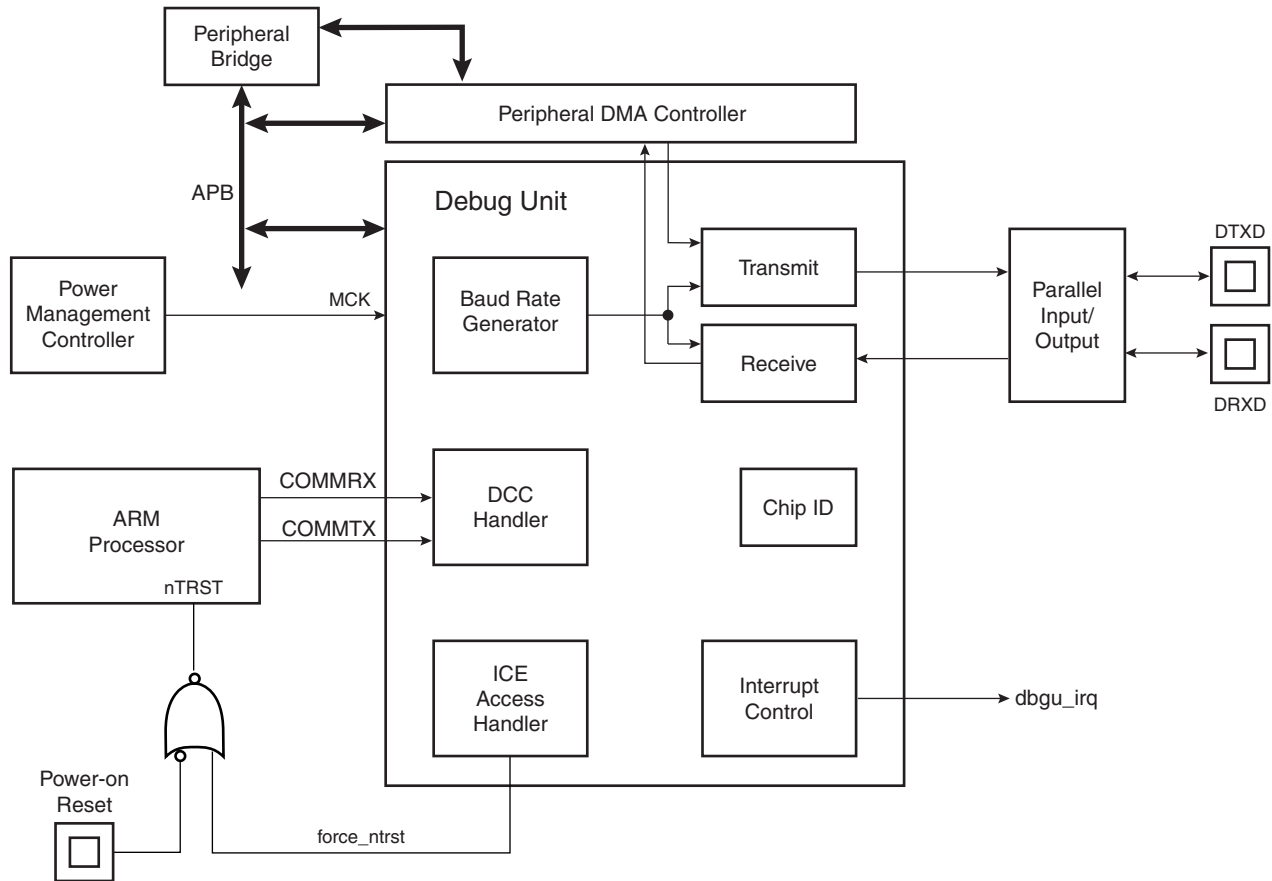 Peripheral
Bridge
Peripheral DMA Controller
APB
Debug Unit
DTXD
Transmit
Power
Management
Controller
MCK
Baud Rate
Generator
Parallel
Input/
Output
Receive
DRXD
COMMRX
ARM
Processor
DCC
Handler
Chip ID
COMMTX
nTRST
ICE
Access
Handler
Interrupt
Control
dbgu_irq
Power-on
Reset
force_ntrst